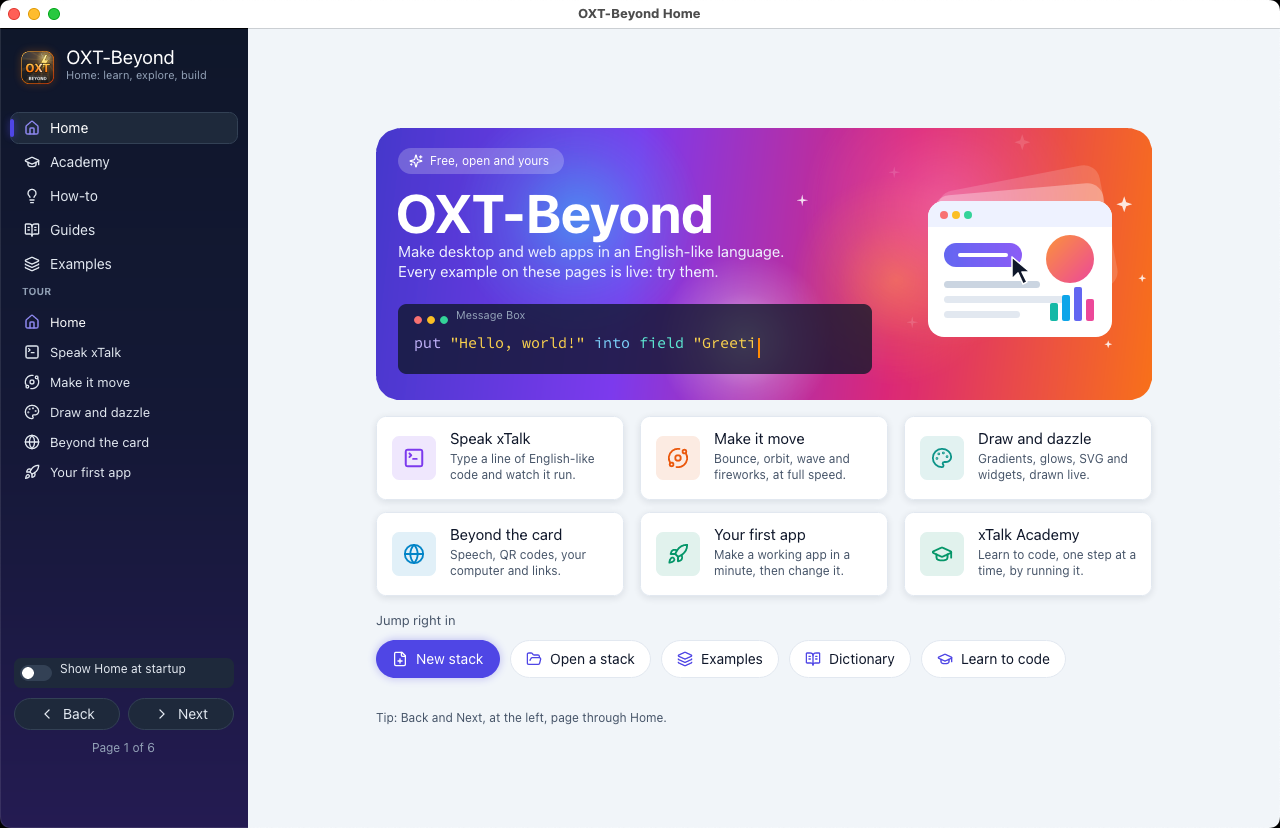 OXT-Beyond Home
OXT
BEYOND
OXT-Beyond
Home: learn, explore, build
Home
Academy
How-to
Guides
Examples
TOUR
Home
Speak xTalk
Make it move
Draw and dazzle
Beyond the card
Your first app
Show Home at startup
Back
Next
Page 1 of 6
Free, open and yours
OXT-Beyond
Make desktop and web apps in an English-like language.
Every example on these pages is live: try them.
Message Box
put "Hello, world!" into field "Greeti
Speak xTalk
Type a line of English-like
code and watch it run.
Make it move
Bounce, orbit, wave and
fireworks, at full speed.
Draw and dazzle
Gradients, glows, SVG and
widgets, drawn live.
Beyond the card
Speech, QR codes, your
computer and links.
Your first app
Make a working app in a
minute, then change it.
xTalk Academy
Learn to code, one step at a
time, by running it.
Jump right in
New stack
Open a stack
Examples
Dictionary
Learn to code
Tip: Back and Next, at the left, page through Home.